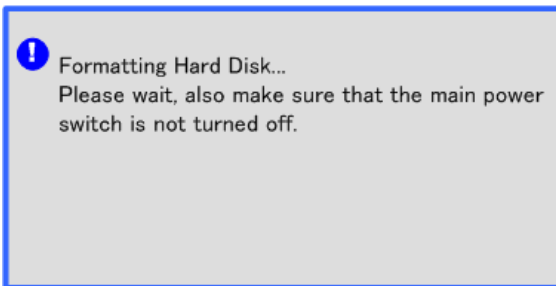 Formatting Hard Disk...
Please wait, also make sure that the main power
switch is not turned off.